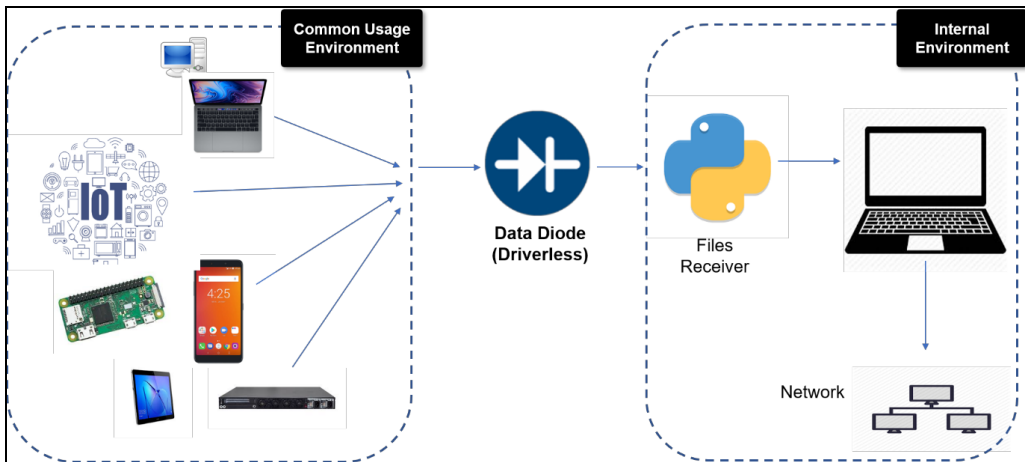 Common Usage
Environment
Internal
Environment
IoT
4:25
Data Diode
(Driverless)
Files
Receiver
Network